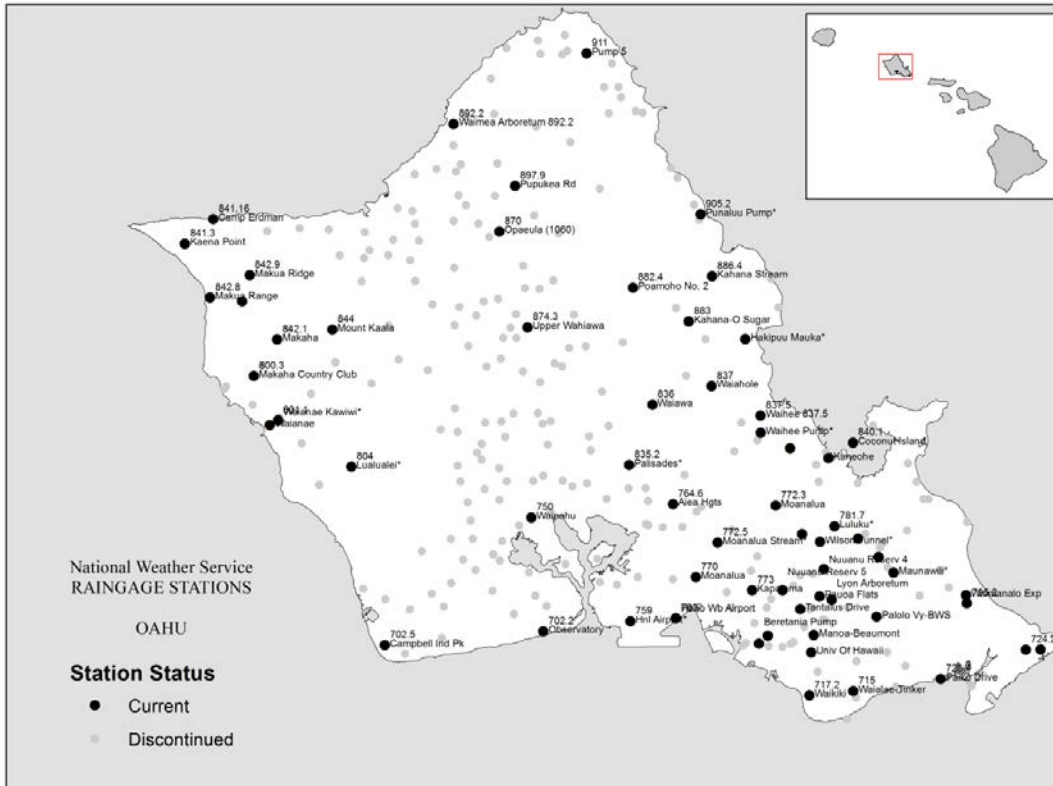 911
Pump 5
892.2
Waimea Arboretum 892.2
897.9
Pupukea Rd
841.16
Camp Erdman
905.2
Punaluu Pump*
870
Opaeula (1060)
841.3
Kaena Point
842.9
Makua Ridge
886.4
Kahana Stream
882.4
Poamoho No. 2
842.8
Makua Range
883
Kahana-O Sugar
844
Mount Kaala
874.3
Upper Wahiawa
842.1
Makaha
Hakipuu Mauka*
800.3
Makaha Country Club
837
Waiahole
836
Waiawa
Waianae Kawiwi*
Waianae
837.5
Waihee 837.5
Waihee Pump*
840.1
Coconut Island
Kaneohe
804
Lualualei*
835.2
Palisades*
764.6
Aiea Hgts
772.3
Moanalua
750
Waipahu
781.7
Luluku*
772.5
Moanalua Stream*
Wilson Tunnel*
National Weather Service
RAINGAGE STATIONS
OAHU
Nuuanu Reserv 4
Nuuanu Reserv 5
Maunawili*
770
Moanalua
773
Kapalama
Lyon Arboretum
Pauoa Flats
Waimanalo Exp
Tantalus Drive
Palolo Vy-BWS
759
Hnl Airport*
702.2
Observatory
Beretania Pump
Manoa-Beaumont
702.5
Campbell Ind Pk
Univ Of Hawaii
717.2
Waikiki
715
Waialae-Jinker
Paiko Drive
Station Status
Current
Discontinued